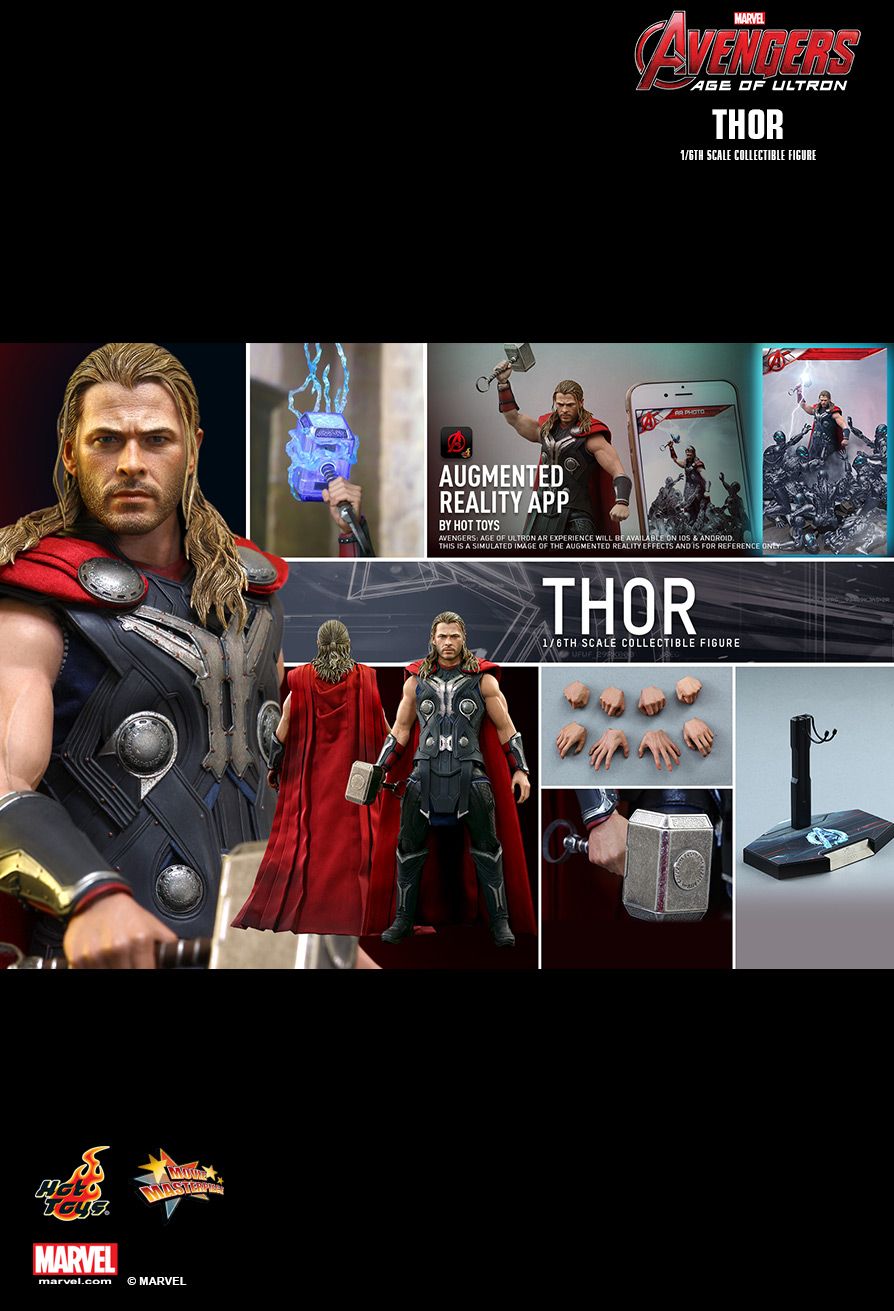 MARVEL
AVENGERS
AGE OF ULTRON
THOR
1/6TH SCALE COLLECTIBLE FIGURE
AR PHOTO
AUGMENTED
REALITY APP
BY HOT TOYS
AVENGERS: AGE OF ULTRON AR EXPERIENCE WILL BE AVAILABLE ON IOS & ANDROID.
THIS IS A SIMULATED IMAGE OF THE AUGMENTED REALITY EFFECTS AND IS FOR REFERENCE ONLY.
THOR
1/6TH SCALE COLLECTIBLE FIGURE
Hot
Toys
MOVIE
MASTERPIECE
MARVEL
marvel.com © MARVEL